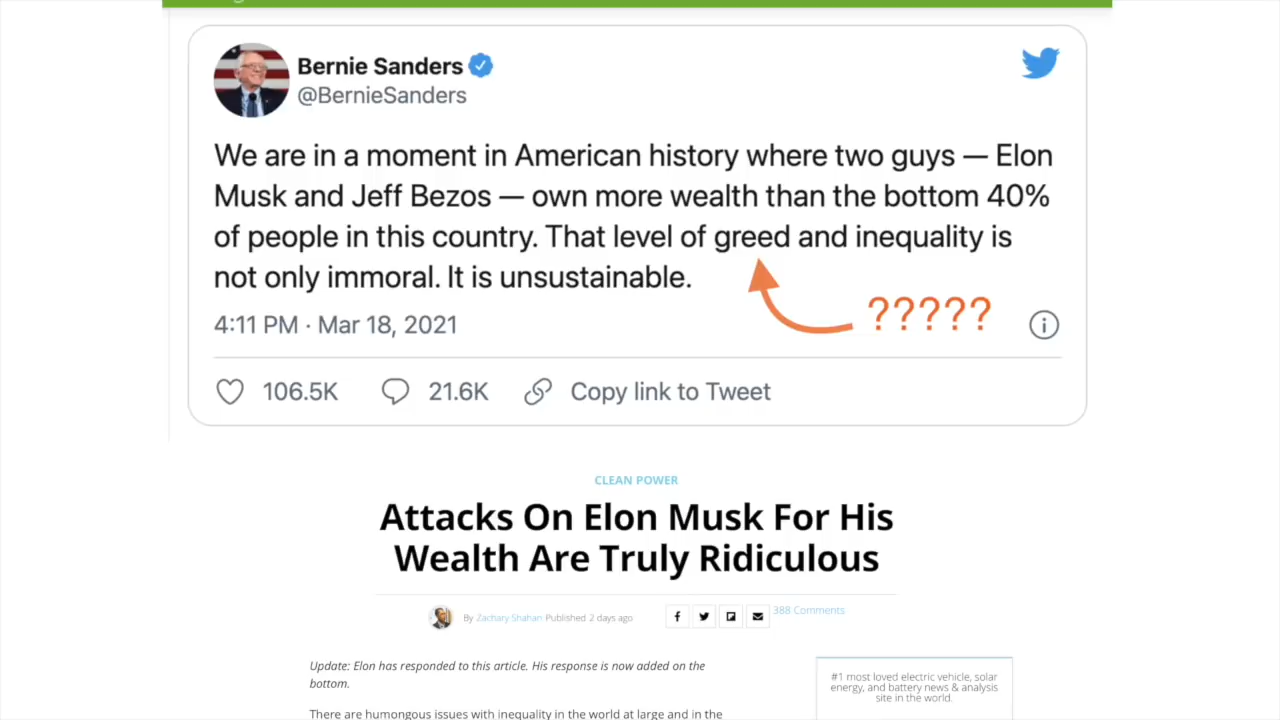 Bernie Sanders
@BernieSanders
We are in a moment in American history where two guys — Elon
Musk and Jeff Bezos — own more wealth than the bottom 40%
of people in this country. That level of greed and inequality is
not only immoral. It is unsustainable.
?????
4:11 PM · Mar 18, 2021
106.5K 21.6K Copy link to Tweet
CLEAN POWER
Attacks On Elon Musk For His
Wealth Are Truly Ridiculous
By Zachary Shahan Published 2 days ago
388 Comments
Update: Elon has responded to this article. His response is now added on the
bottom.
There are humongous issues with inequality in the world at large and in the
#1 most loved electric vehicle, solar
energy, and battery news & analysis
site in the world.